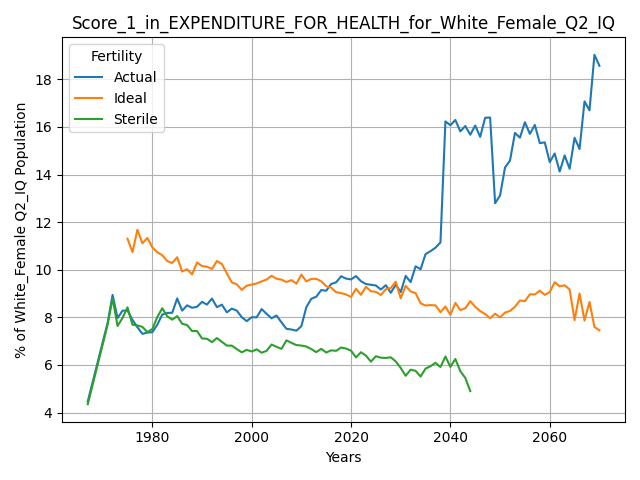 Score_1_in_EXPENDITURE_FOR_HEALTH_for_White_Female_Q2_IQ
Fertility
Actual
Ideal
Sterile
% of White_Female Q2_IQ Population
18
16
14
12
10
8
6
4
1980
2000
2020
2040
2060
Years